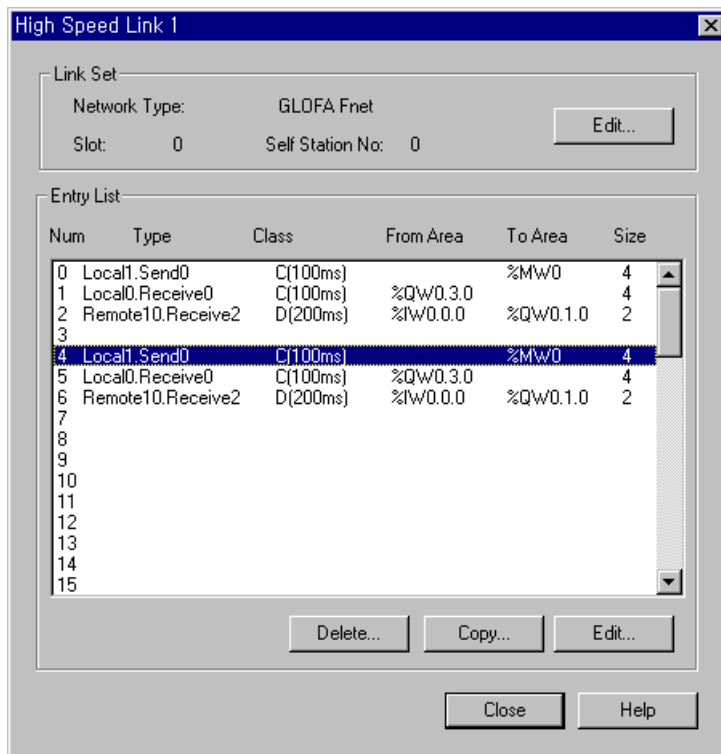 High Speed Link 1
Link Set
Network Type: GLOFA Fnet
Edit...
Slot: 0 Self Station No: 0
Entry List
Num Type Class From Area To Area Size
0 Local1.Send0 C(100ms) %MW0 4
1 Local0.Receive0 C(100ms) %QW0.3.0 4
2 Remote10.Receive2 D(200ms) %IW0.0.0 %QW0.1.0 2
3
4 Local1.Send0 C(100ms) %MW0 4
5 Local0.Receive0 C(100ms) %QW0.3.0 4
6 Remote10.Receive2 D(200ms) %IW0.0.0 %QW0.1.0 2
7
8
9
10
11
12
13
14
15
Delete... Copy... Edit...
Close Help